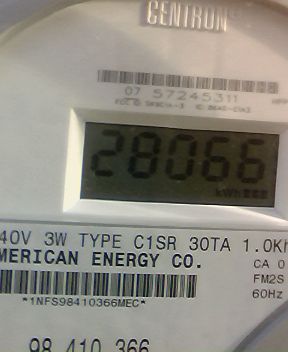 CENTRON®
07 57245311
28066
kWh
40V 3W TYPE C1SR 30TA 1.0Kh
MERICAN ENERGY CO.
CA 0
FM2S
60Hz
*1NFS98410366MEC*
98 410 366